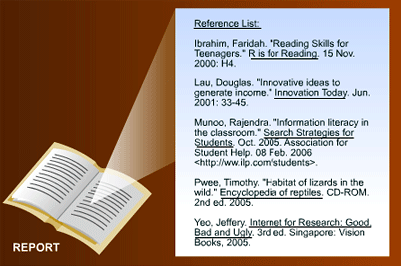 Reference List:
Ibrahim, Faridah. "Reading Skills for
Teenagers." R is for Reading. 15 Nov.
2000: H4.
Lau, Douglas. "Innovative ideas to
generate income." Innovation Today. Jun.
2001: 33-45.
Munoo, Rajendra. "Information literacy in
the classroom." Search Strategies for
Students. Oct. 2005. Association for
Student Help. 08 Feb. 2006
<http://ww.ilp.com/students>.
Pwee, Timothy. "Habitat of lizards in the
wild." Encyclopedia of reptiles. CD-ROM.
2nd ed. 2005.
Yeo, Jeffery. Internet for Research: Good,
Bad and Ugly. 3rd ed. Singapore: Vision
Books, 2005.
REPORT